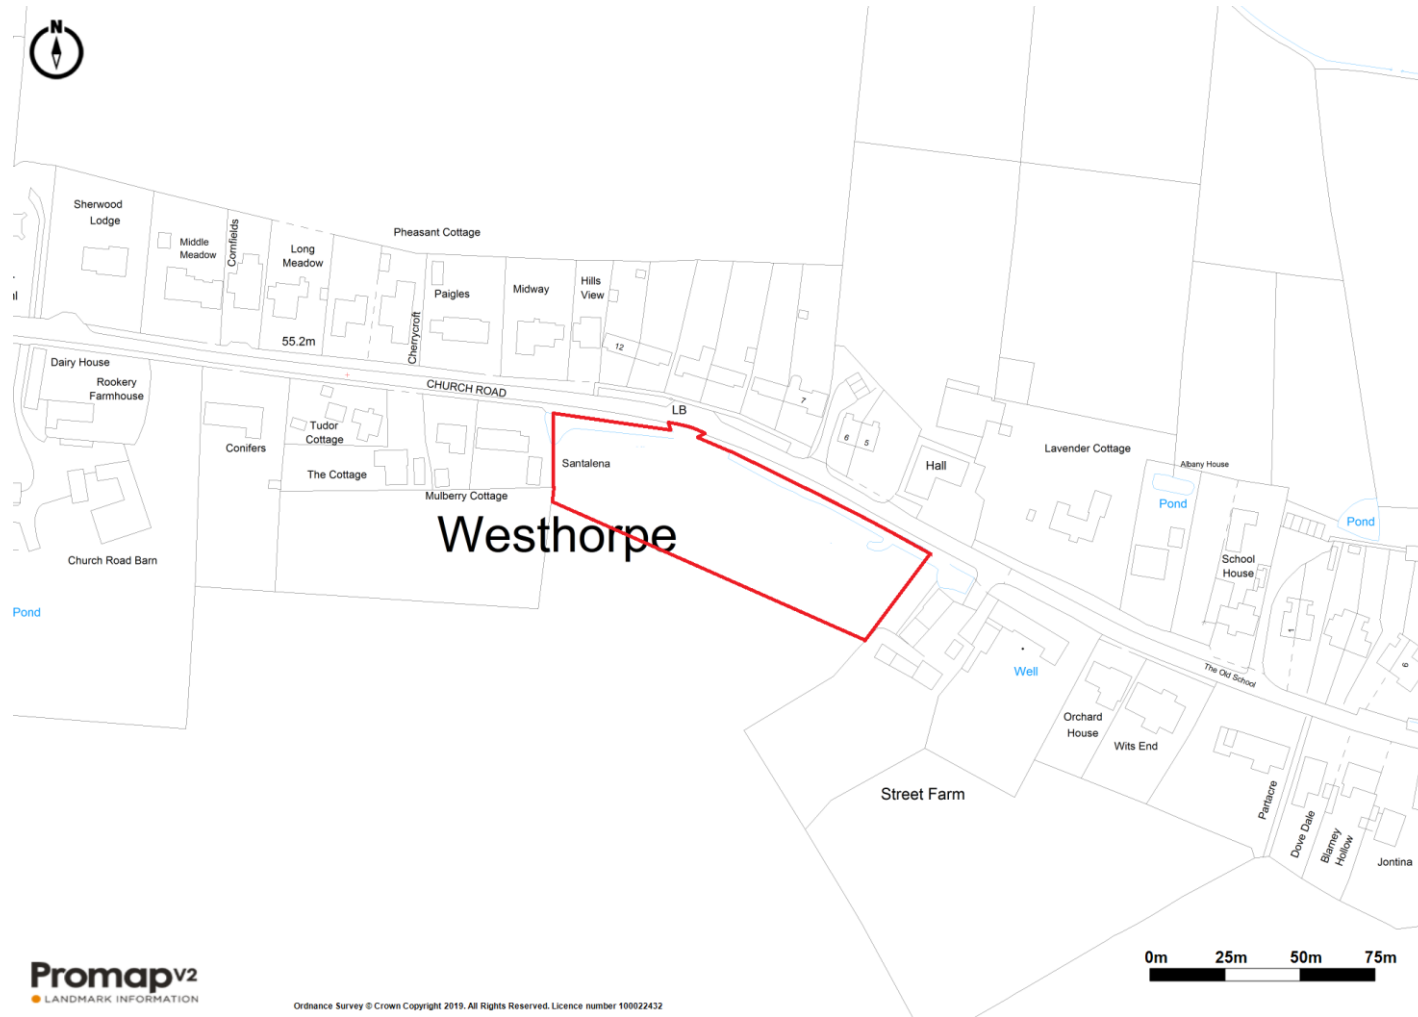 N
Sherwood
Lodge
Middle
Meadow
Cornfields
Long
Meadow
Pheasant Cottage
Cherrycroft
Paigles
Midway
Hills
View
12
55.2m
CHURCH ROAD
LB
7
6
5
Hall
Lavender Cottage
Albany House
Pond
Pond
School
House
1
6
The Old School
Dairy House
Rookery
Farmhouse
Conifers
Tudor
Cottage
The Cottage
Mulberry Cottage
Santalena
Westhorpe
Church Road Barn
Pond
Well
Orchard
House
Wits End
Street Farm
Partacre
Dove Dale
Blarney
Hollow
Jontina
0m 25m 50m 75m
Promap V2
LANDMARK INFORMATION
Ordnance Survey © Crown Copyright 2019. All Rights Reserved. Licence number 100022432